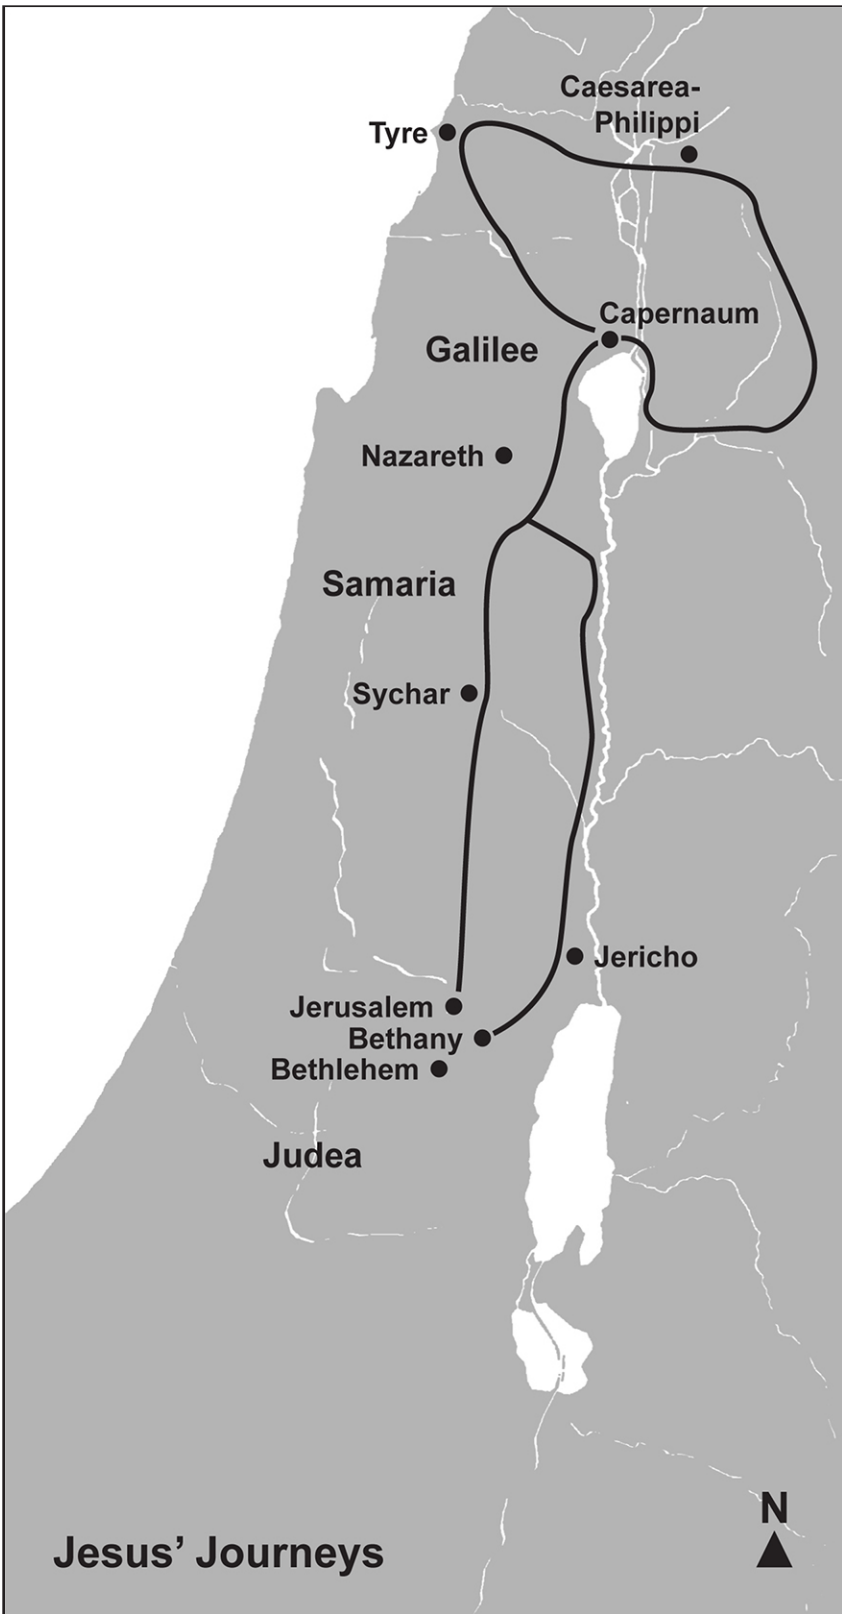 Caesarea-
Philippi
Tyre
Capernaum
Galilee
Nazareth
Samaria
Sychar
Jericho
Jerusalem
Bethany
Bethlehem
Judea
N
Jesus’ Journeys